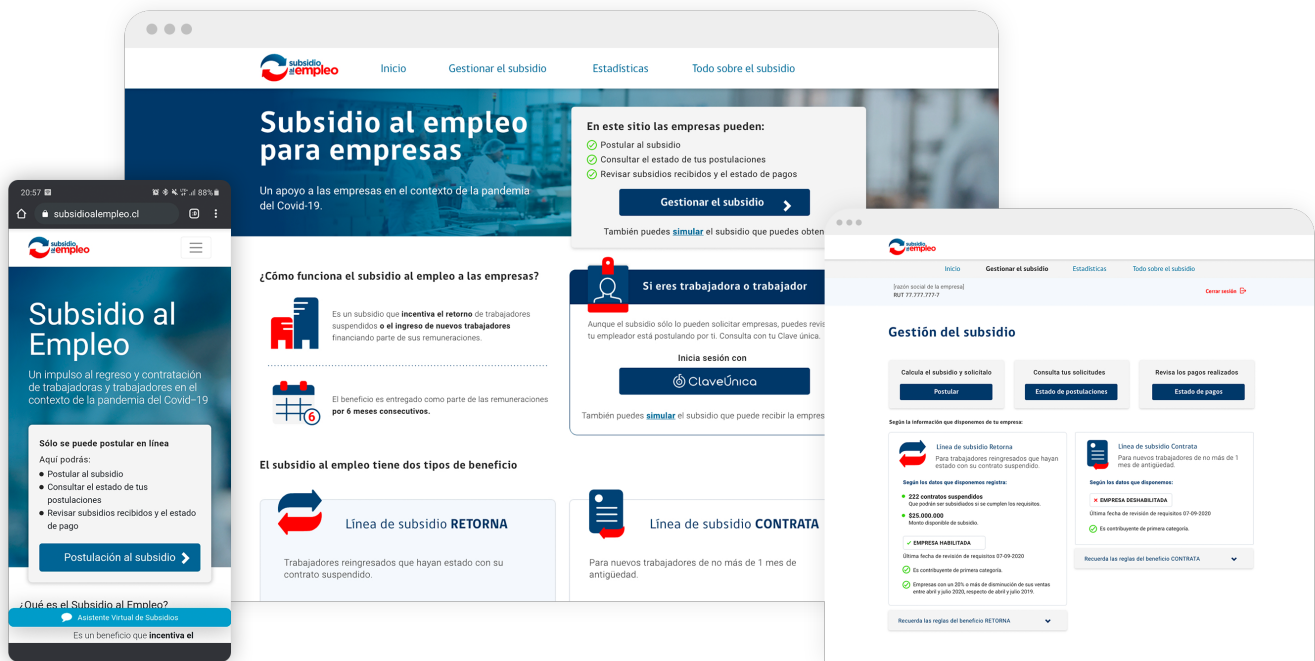 subsidio
al empleo
Inicio
Gestionar el subsidio
Estadísticas
Todo sobre el subsidio
Subsidio al empleo
para empresas
Un apoyo a las empresas en el contexto de la pandemia
del Covid-19.
En este sitio las empresas pueden:
Postular al subsidio
Consultar el estado de tus postulaciones
Revisar subsidios recibidos y el estado de pagos
Gestionar el subsidio
También puedes simular el subsidio que puedes obten
¿Cómo funciona el subsidio al empleo a las empresas?
Es un subsidio que incentiva el retorno de trabajadores
suspendidos o el ingreso de nuevos trabajadores
financiando parte de sus remuneraciones.
6
El beneficio es entregado como parte de las remuneraciones
por 6 meses consecutivos.
Si eres trabajadora o trabajador
Aunque el subsidio sólo lo pueden solicitar empresas, puedes revis
tu empleador está postulando por ti. Consulta con tu Clave única.
Inicia sesión con
ClaveÚnica
También puedes simular el subsidio que puede recibir la empres
El subsidio al empleo tiene dos tipos de beneficio
Línea de subsidio RETORNA
Trabajadores reingresados que hayan estado con su
contrato suspendido.
Línea de subsidio CONTRATA
Para nuevos trabajadores de no más de 1 mes de
antigüedad.
20:57
88%
subsidioalempleo.cl
subsidio
al empleo
Subsidio al
Empleo
Un impulso al regreso y contratación
de trabajadoras y trabajadores en el
contexto de la pandemia del Covid-19
Sólo se puede postular en línea
Aquí podrás:
Postular al subsidio
Consultar el estado de tus
postulaciones
Revisar subsidios recibidos y el estado
de pago
Postulación al subsidio
¿Qué es el Subsidio al Empleo?
Asistente Virtual de Subsidios
Es un beneficio que incentiva el
subsidio
al empleo
Inicio
Gestionar el subsidio
Estadísticas
Todo sobre el subsidio
[razón social de la empresa]
RUT 77.777.777-7
Cerrar sesión
Gestión del subsidio
Calcula el subsidio y solicítalo
Postular
Consulta tus solicitudes
Estado de postulaciones
Revisa los pagos realizados
Estado de pagos
Según la información que disponemos de tu empresa:
Línea de subsidio Retorna
Para trabajadores reingresados que hayan
estado con su contrato suspendido.
Según los datos que disponemos registra:
222 contratos suspendidos
Que podrán ser subsidiados si se cumplen los requisitos.
$25.000.000
Monto disponible de subsidio.
EMPRESA HABILITADA
Última fecha de revisión de requisitos 07-09-2020
Es contribuyente de primera categoría.
Empresas con un 20% o más de disminución de sus ventas
entre abril y julio 2020, respecto de abril y julio 2019.
Recuerda las reglas del beneficio RETORNA
Línea de subsidio Contrata
Para nuevos trabajadores de no más de 1
mes de antigüedad.
Según los datos que disponemos:
EMPRESA DESHABILITADA
Última fecha de revisión de requisitos 07-09-2020
Es contribuyente de primera categoría.
Recuerda las reglas del beneficio CONTRATA